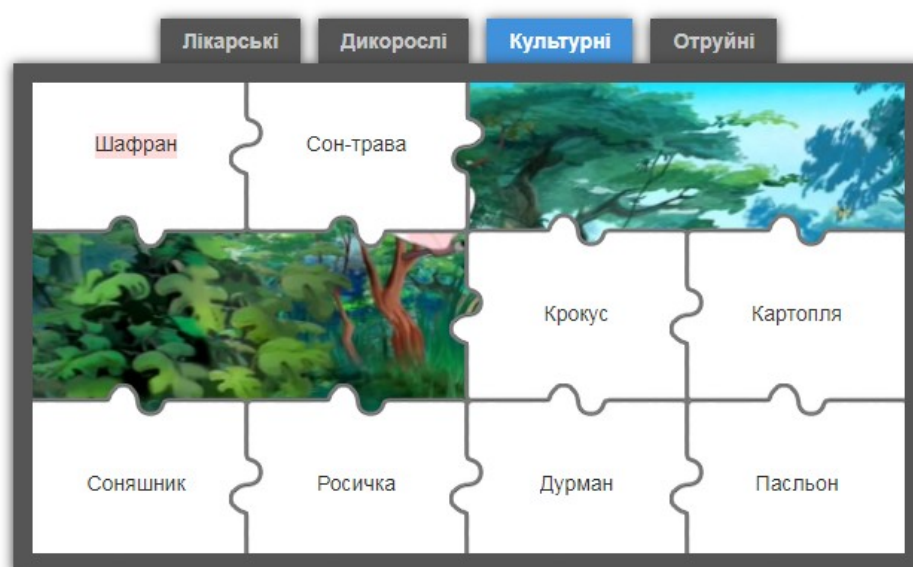 Лікарські Дикорослі Культурні Отруйні
Шафран Сон-трава
Крокус Картопля
Соняшник Росичка Дурман Пасльон